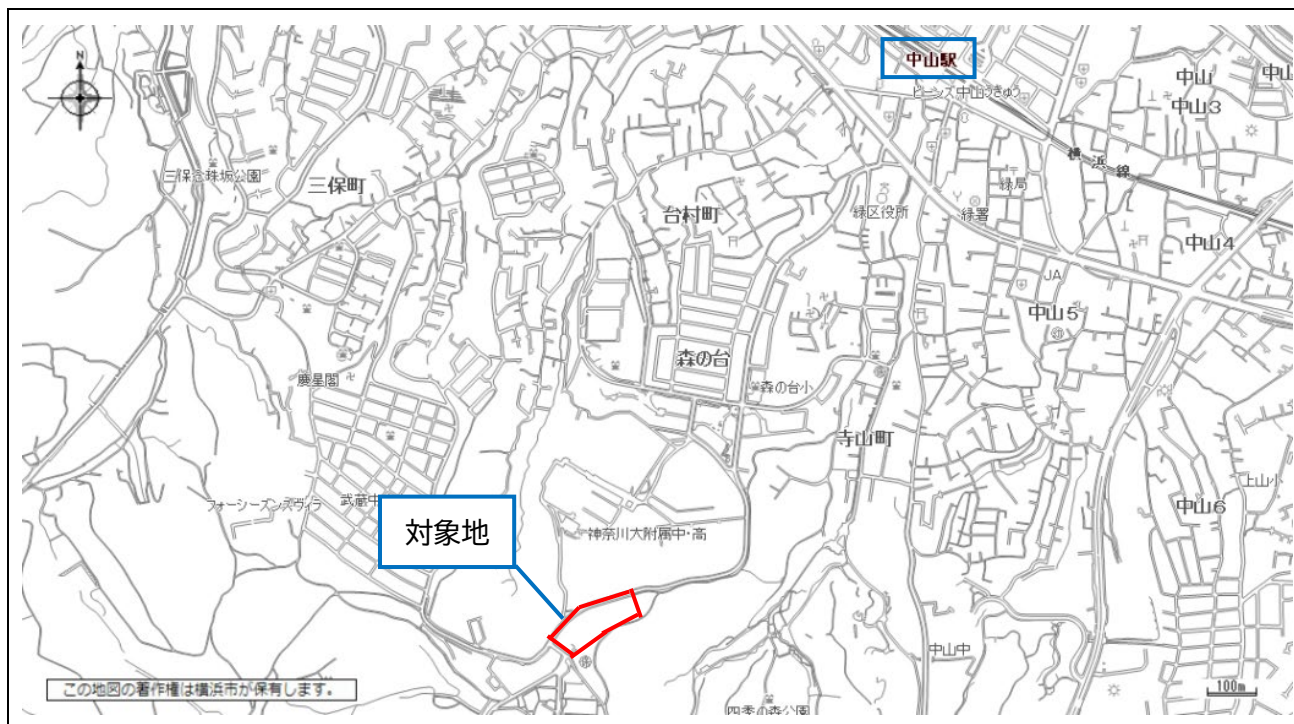 中山駅
ビーンズ中山
中山
中山3
N
横浜線
三保念珠坂公園
三保町
台村町
緑区役所
緑局
緑署
中山4
JA
中山5
慶星閣
森の台
森の台小
寺山町
上山小
中山6
フォーシーズンズヴィラ
武蔵中
対象地
神奈川大附属中・高
中山中
四季の森公園
この地図の著作権は横浜市が保有します。
100m